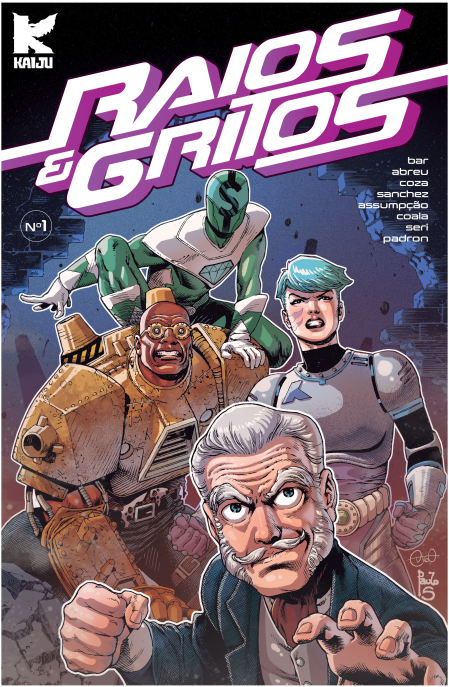 KAIJU
RAIOS
& GRITOS
Nº1
bar
abreu
coza
sanchez
assumpção
coala
seri
padron
$